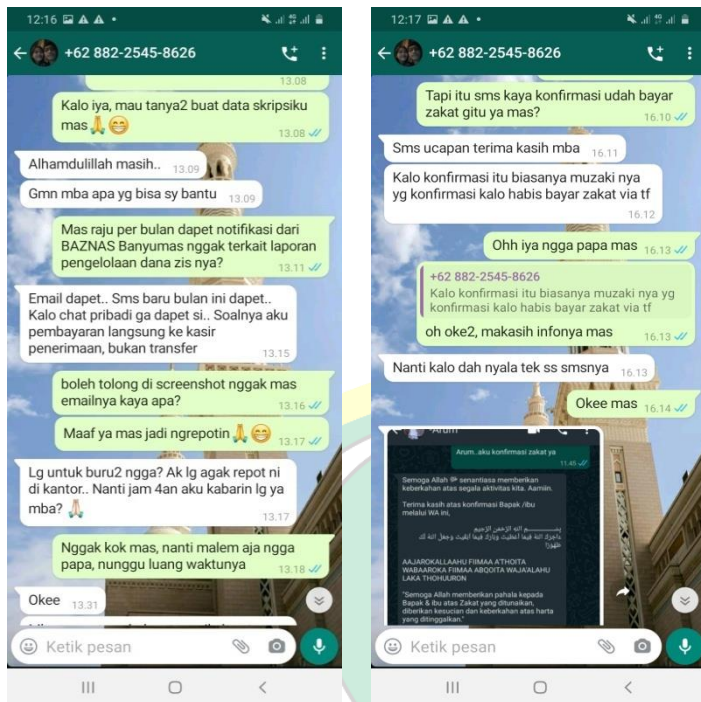 12:16
+62 882-2545-8626
13.08
Kalo iya, mau tanya2 buat data skripsiku
mas🙏😁
13.08
Alhamdulillah masih.. 13.09
Gmn mba apa yg bisa sy bantu 13.09
Mas raju per bulan dapet notifikasi dari
BAZNAS Banyumas nggak terkait laporan
pengelolaan dana zis nya?
13.11
Email dapet.. Sms baru bulan ini dapet..
Kalo chat pribadi ga dapet si.. Soalnya aku
pembayaran langsung ke kasir
penerimaan, bukan transfer
13.15
boleh tolong di screenshot nggak mas
emailnya kaya apa?
13.16
Maaf ya mas jadi ngrepotin🙏😁 13.17
Lg untuk buru2 ngga? Ak lg agak repot ni
di kantor.. Nanti jam 4an aku kabarin lg ya
mba? 🙏
13.17
Nggak kok mas, nanti malem aja ngga
papa, nunggu luang waktunya
13.18
Okee 13.31
Ketik pesan
12:17
+62 882-2545-8626
Tapi itu sms kaya konfirmasi udah bayar
zakat gitu ya mas?
16.10
Sms ucapan terima kasih mba 16.11
Kalo konfirmasi itu biasanya muzaki nya
yg konfirmasi kalo habis bayar zakat via tf
16.12
Ohh iya ngga papa mas 16.13
+62 882-2545-8626
Kalo konfirmasi itu biasanya muzaki nya yg
konfirmasi kalo habis bayar zakat via tf
oh oke2, makasih infonya mas
16.13
Nanti kalo dah nyala tek ss smsnya 16.13
Okee mas 16.14
Arum
Arum..aku konfirmasi zakat ya
11.45
Semoga Allah senantiasa memberikan
keberkahan atas segala aktivitas kita. Aamiin.
Terima kasih atas konfirmasi Bapak /ibu
melalui WA ini,
بســـــم الله الرحمن الرحيم
AAJAROKALLAAHU FIIMAA A'THOITA
WABAAROKA FIIMAA ABQOITA WAJA'ALAHU
LAKA THOHUURON
"Semoga Allah memberikan pahala kepada
Bapak & ibu atas Zakat yang ditunaikan,
diberikan kesucian dan keberkahan atas harta
yang ditinggalkan."
Ketik pesan